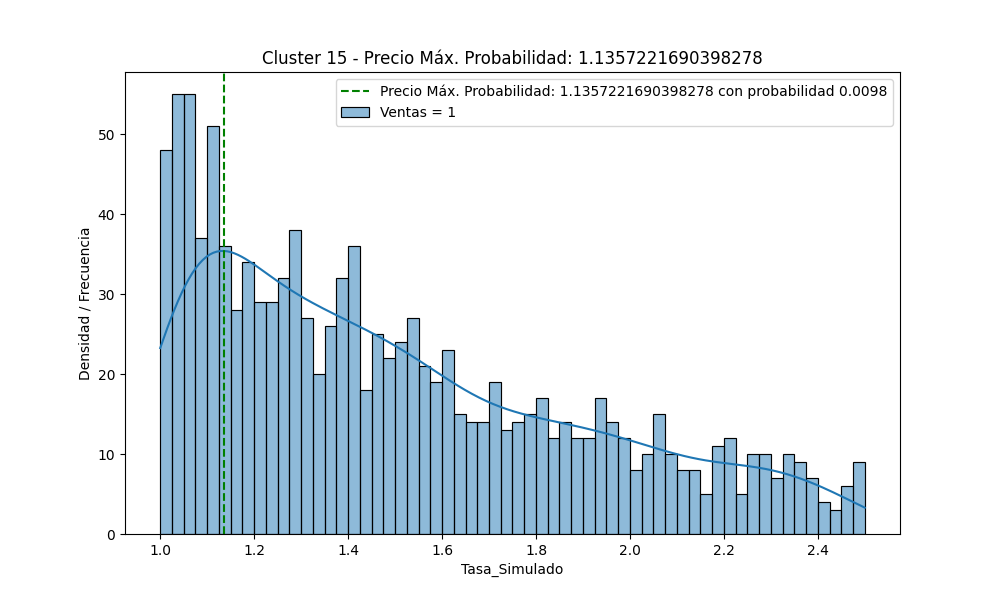 Cluster 15 - Precio Máx. Probabilidad: 1.1357221690398278
Precio Máx. Probabilidad: 1.1357221690398278 con probabilidad 0.0098
Ventas = 1
Densidad / Frecuencia
50
40
30
20
10
0
1.0 1.2 1.4 1.6 1.8 2.0 2.2 2.4
Tasa_Simulado